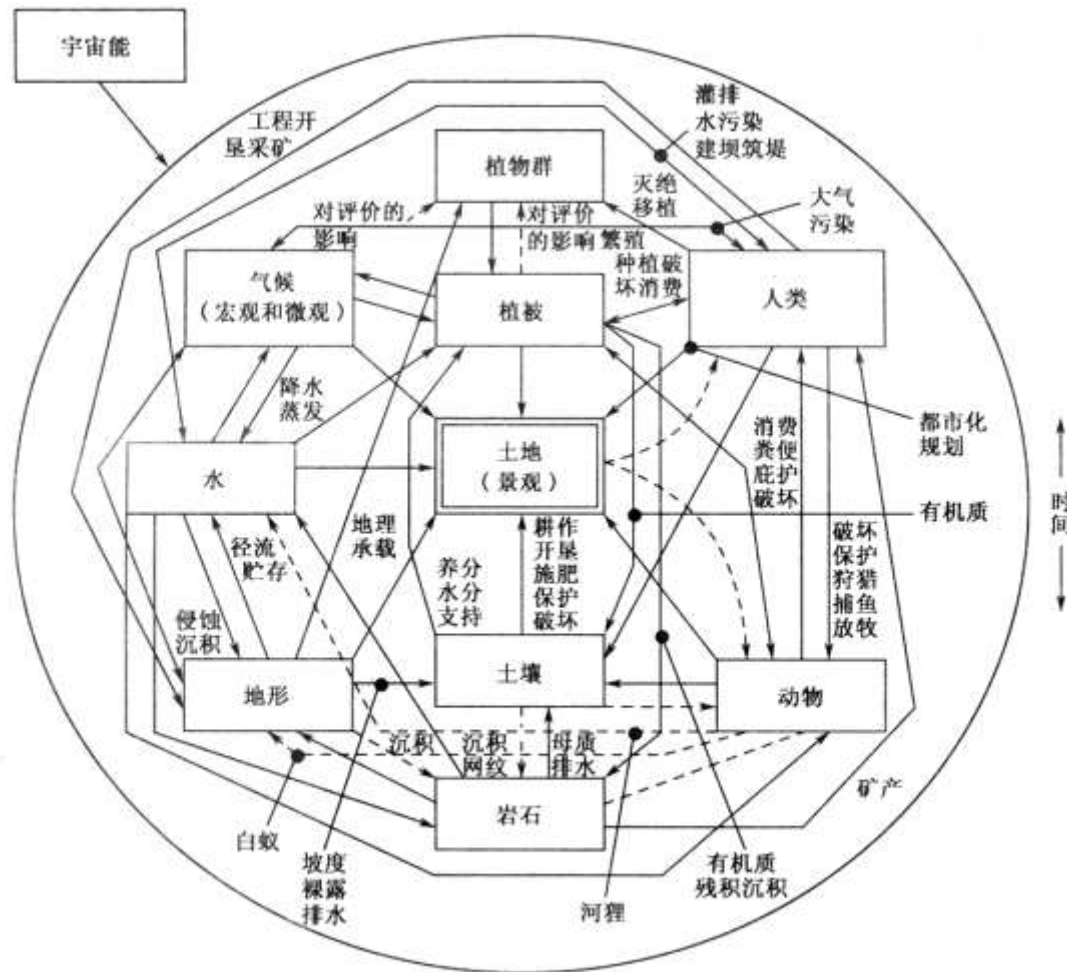 宇宙能
工程开
垦采矿
灌排
水污染
建坝筑堤
植物群
灭绝
移植
大气
污染
对评价的
影响
对评价
的影响
繁殖
种植破
坏消费
气候
（宏观和微观）
植被
人类
降水
蒸发
水
土地
（景观）
消费
粪便
庇护
破坏
都市化
规划
时
间
有机质
破坏
保护
狩猎
捕鱼
放牧
径流
贮存
地理
承载
养分
水分
支持
耕作
开垦
施肥
保护
破坏
侵蚀
沉积
地形
土壤
动物
沉积
沉积
网纹
母质
排水
岩石
矿产
白蚁
坡度
裸露
排水
河狸
有机质
残积沉积